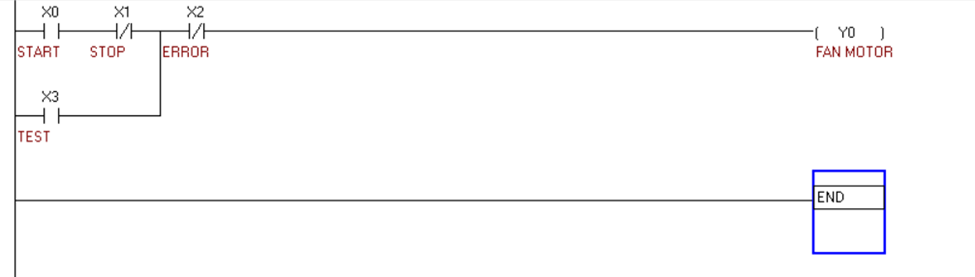 X0 X1 X2
( Y0 )
START STOP ERROR FAN MOTOR
X3
TEST
END